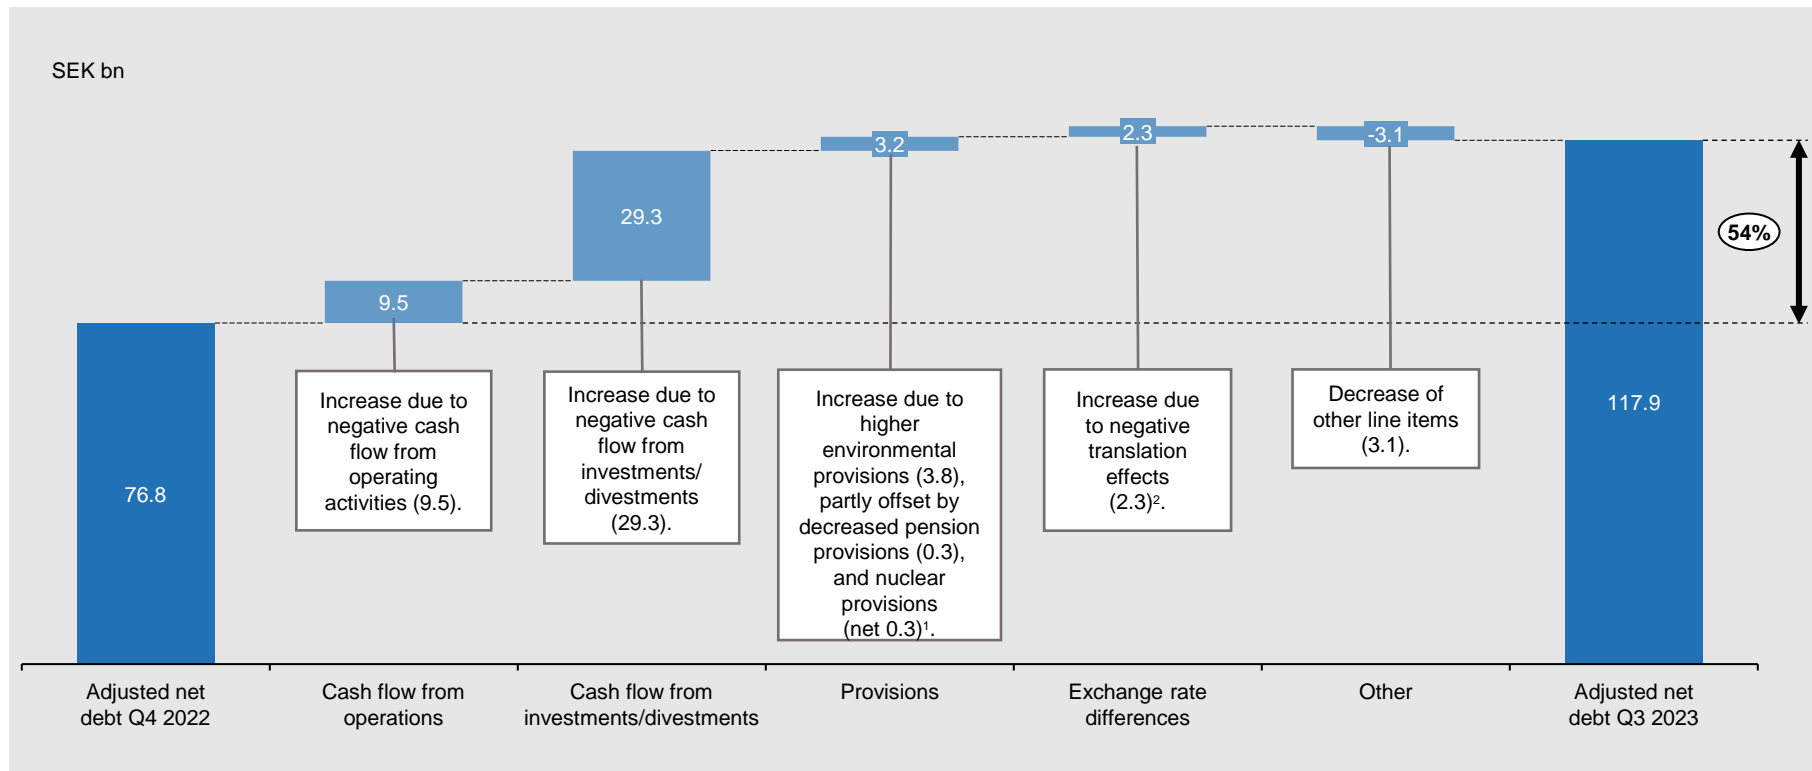 SEK bn
76.8
9.5
29.3
3.2
2.3
-3.1
117.9
54%
Increase due to
negative cash
flow from
operating
activities (9.5).
Increase due to
negative cash
flow from
investments/
divestments
(29.3).
Increase due to
higher
environmental
provisions (3.8),
partly offset by
decreased pension
provisions (0.3),
and nuclear
provisions
(net 0.3)¹.
Increase due
to negative
translation
effects
(2.3)².
Decrease of
other line items
(3.1).
Adjusted net
debt Q4 2022
Cash flow from
operations
Cash flow from
investments/divestments
Provisions
Exchange rate
differences
Other
Adjusted net
debt Q3 2023